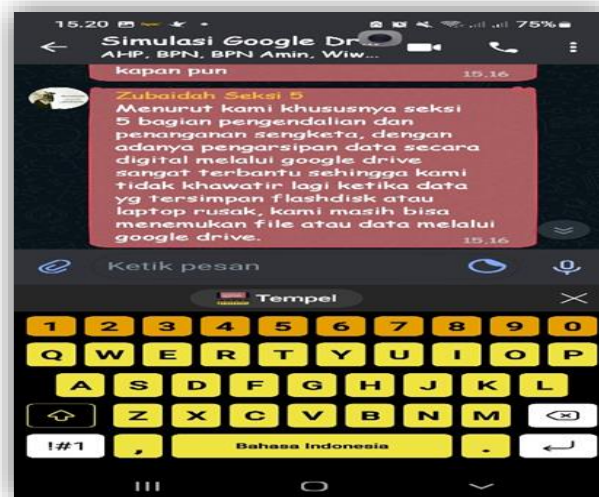 15.20 75%
Simulasi Google Dr...
AHP, BPN, BPN Amin, Wiw...
kapan pun
15.16
Zubaidah Seksi 5
Menurut kami khususnya seksi
5 bagian pengendalian dan
penanganan sengketa, dengan
adanya pengarsipan data secara
digital melalui google drive
sangat terbantu sehingga kami
tidak khawatir lagi ketika data
yg tersimpan flashdisk atau
laptop rusak, kami masih bisa
menemukan file atau data melalui
google drive.
15.16
Ketik pesan
Tempel
1 2 3 4 5 6 7 8 9 0
Q W E R T Y U I O P
A S D F G H J K L
Z X C V B N M
!#1 , Bahasa Indonesia .